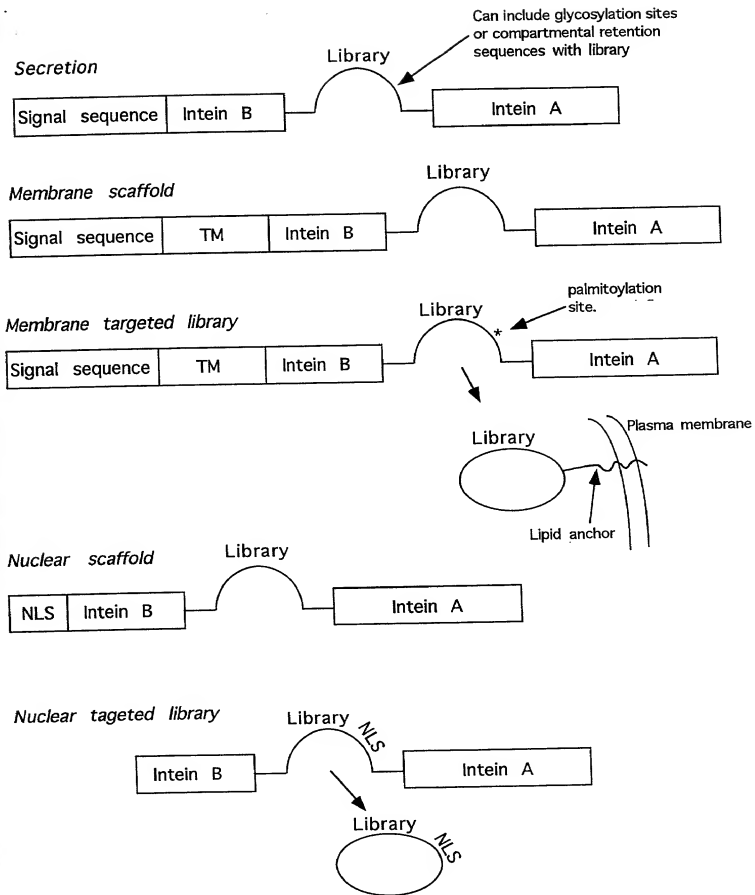 Can include glycosylation sites
or compartmental retention
sequences with library
Library
Secretion
Signal sequence Intein B Intein A
Library
Membrane scaffold
Signal sequence TM Intein B Intein A
palmitoylation
site.
Library
*
Membrane targeted library
Signal sequence TM Intein B Intein A
Plasma membrane
Library
Lipid anchor
Library
Nuclear scaffold
NLS Intein B Intein A
Nuclear tageted library
Library NLS
Intein B Intein A
Library NLS